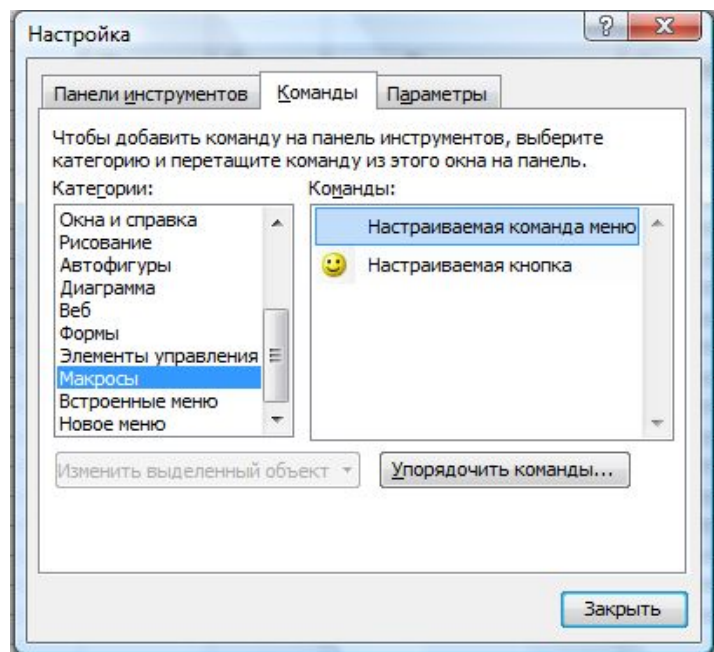 Настройка
Панели инструментов Команды Параметры
Чтобы добавить команду на панель инструментов, выберите
категорию и перетащите команду из этого окна на панель.
Категории: Команды:
Окна и справка
Рисование
Автофигуры
Диаграмма
Веб
Формы
Элементы управления
Макросы
Встроенные меню
Новое меню
Настраиваемая команда меню
Настраиваемая кнопка
Изменить выделенный объект Упорядочить команды...
Закрыть